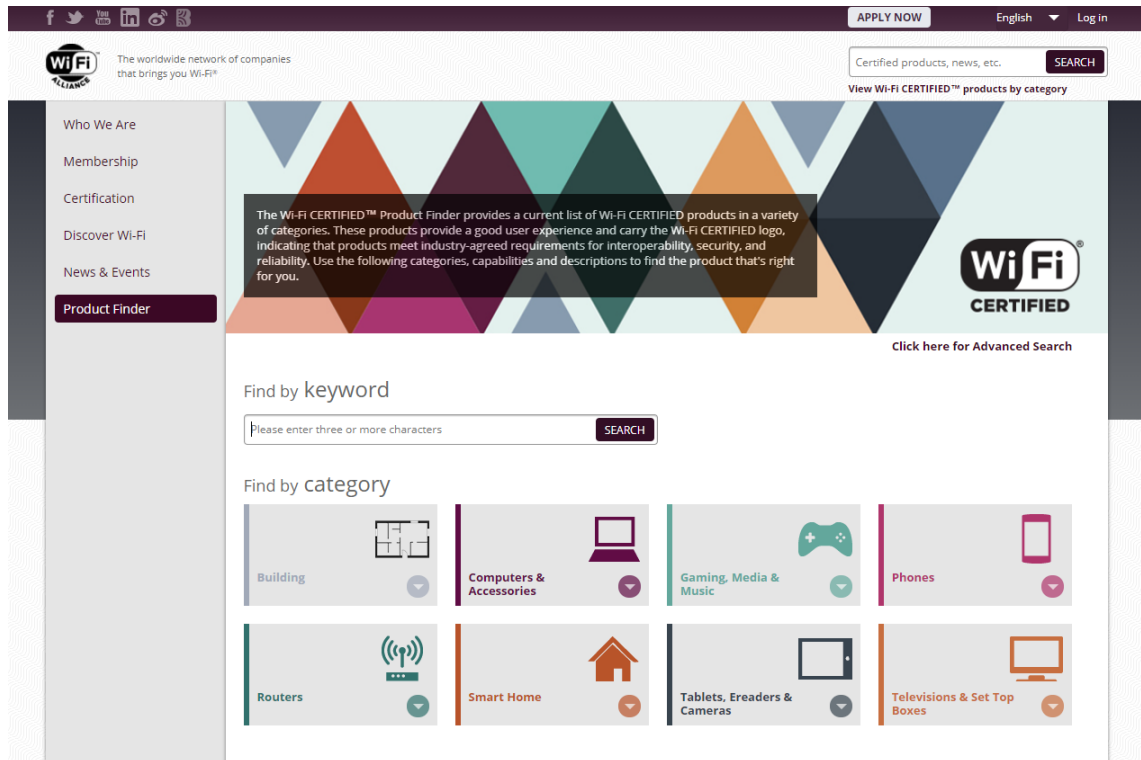 APPLY NOW
English
Log in
Wi Fi
ALLIANCE
The worldwide network of companies
that brings you Wi-Fi®
Certified products, news, etc.
SEARCH
View Wi-Fi CERTIFIED™ products by category
Who We Are
Membership
Certification
Discover Wi-Fi
News & Events
Product Finder
The Wi-Fi CERTIFIED™ Product Finder provides a current list of Wi-Fi CERTIFIED products in a variety
of categories. These products provide a good user experience and carry the Wi-Fi CERTIFIED logo,
indicating that products meet industry-agreed requirements for interoperability, security, and
reliability. Use the following categories, capabilities and descriptions to find the product that's right
for you.
Wi Fi®
CERTIFIED
Click here for Advanced Search
Find by keyword
Please enter three or more characters
SEARCH
Find by category
Building
Computers &
Accessories
Gaming, Media &
Music
Phones
Routers
Smart Home
Tablets, Ereaders &
Cameras
Televisions & Set Top
Boxes